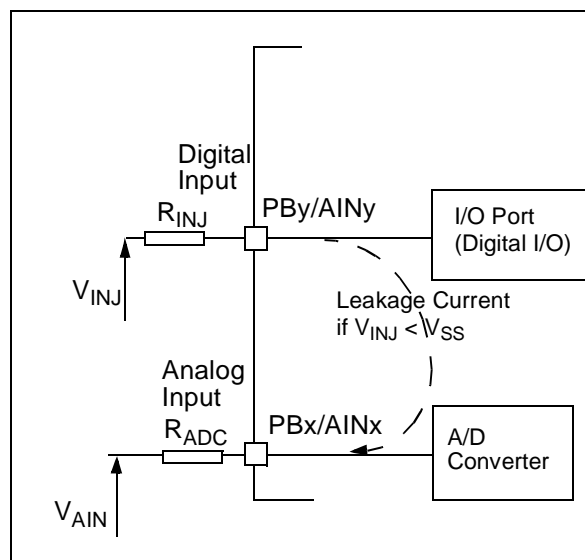 Digital
Input
R_INJ
PBy/AINy
I/O Port
(Digital I/O)
V_INJ
Leakage Current
if V_INJ < V_SS
Analog
Input
R_ADC
PBx/AINx
A/D
Converter
V_AIN